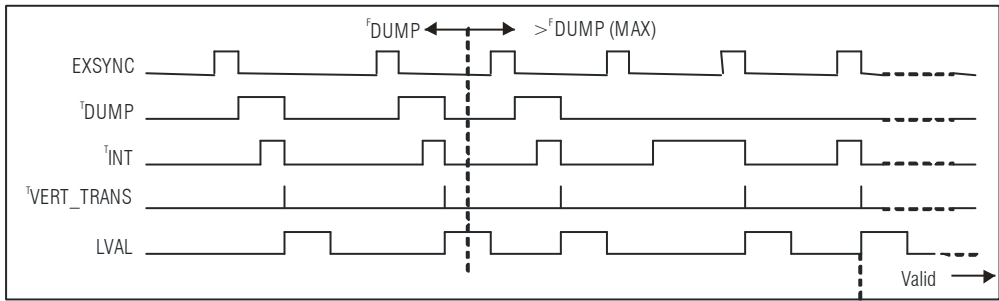 FDUMP >FDUMP (MAX)
EXSYNC
TDUMP
TINT
TVERT_TRANS
LVAL
Valid